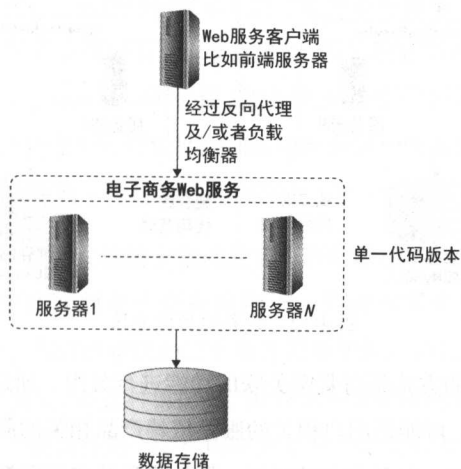 Web服务客户端
比如前端服务器
经过反向代理
及/或者负载
均衡器
电子商务Web服务
服务器1
服务器N
单一代码版本
数据存储